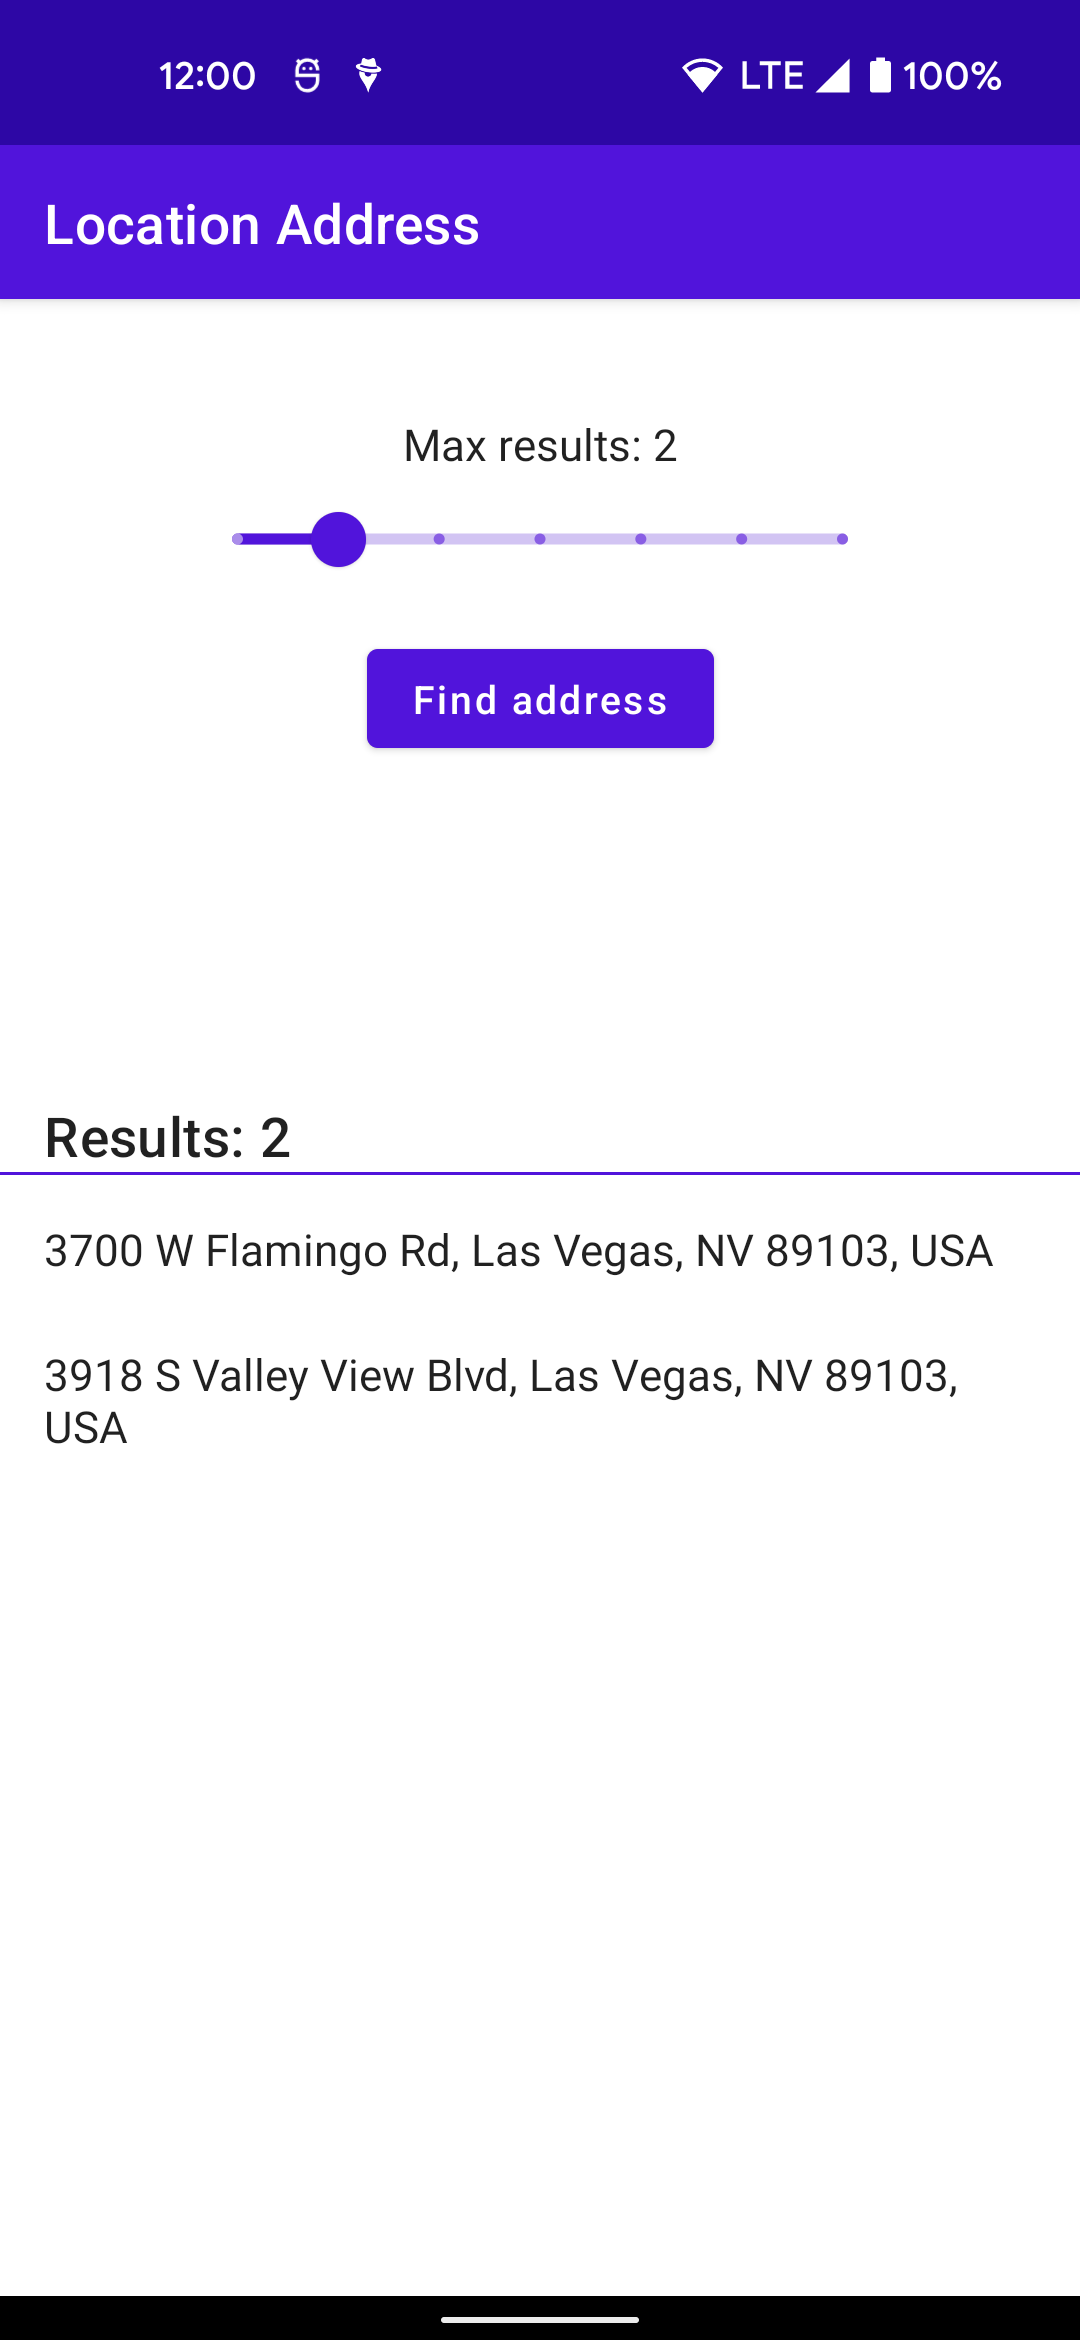 12:00 LTE 100%
Location Address
Max results: 2
Find address
Results: 2
3700 W Flamingo Rd, Las Vegas, NV 89103, USA
3918 S Valley View Blvd, Las Vegas, NV 89103,
USA